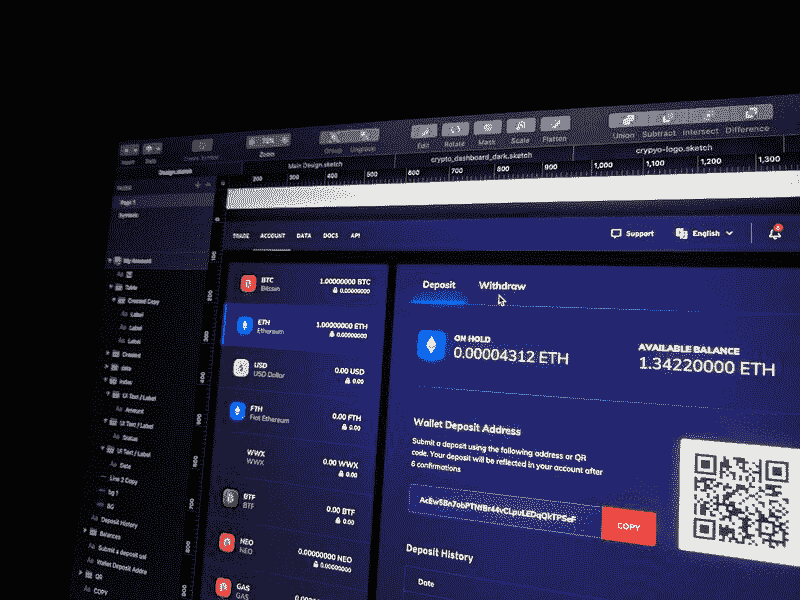 Zoom
Group Ungroup
Edit Rotate Mask Scale Flatten
Union Subtract Intersect Difference
Design.sketch
Main Design.sketch
crypto_dashboard_dark.sketch
crypyo-logo.sketch
200 300 400 500 600 700 800 900 1,000 1,100 1,200 1,300
Page 1
Symbols
TRADE ACCOUNT DATA DOCS API
Support
English
My Account
Table
Created Copy
Label
Label
Label
Created
Index
UI Text / Label
Amount
UI Text / Label
Status
UI Text / Label
Date
Line 2 Copy
bg 1
BG
Deposit History
Balances
Submit a deposit usi
Wallet Deposit Addre
QR
COPY
BTC 1.00000000 BTC
Bitcoin 0.00000000
ETH 1.00000000 ETH
Ethereum 0.00000000
USD 0.00 USD
USD Dollar 0.00
FTH 0.00 FTH
Fiot Ethereum 0.00
WWX 0.00 WWX
WWX 0.00
BTF 0.00 BTF
BTF 0.00
NEO 0.00000000 NEO
NEO 0.00000000
GAS
GAS
Deposit Withdraw
ON HOLD
0.00004312 ETH
AVAILABLE BALANCE
1.34220000 ETH
Wallet Deposit Address
Submit a deposit using the following address or QR
code. Your deposit will be reflected in your account after
6 confirmations
COPY
Deposit History
Date